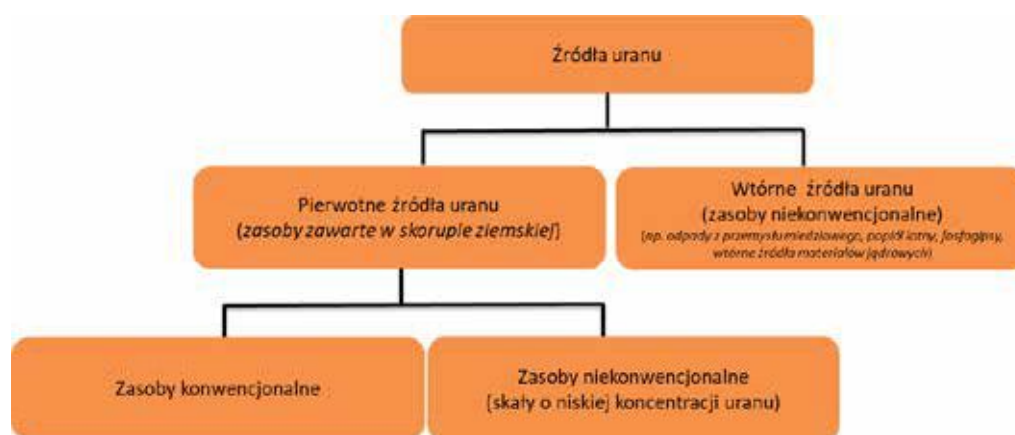 Źródła uranu
Pierwotne źródła uranu
(zasoby zawarte w skorupie ziemskiej)
Wtórne źródła uranu
(zasoby niekonwencjonalne)
(np. odpady z przemysłu miedziowego, popiół lotny, fosfogipsy,
wtórne źródła materiałów jądrowych)
Zasoby konwencjonalne
Zasoby niekonwencjonalne
(skały o niskiej koncentracji uranu)